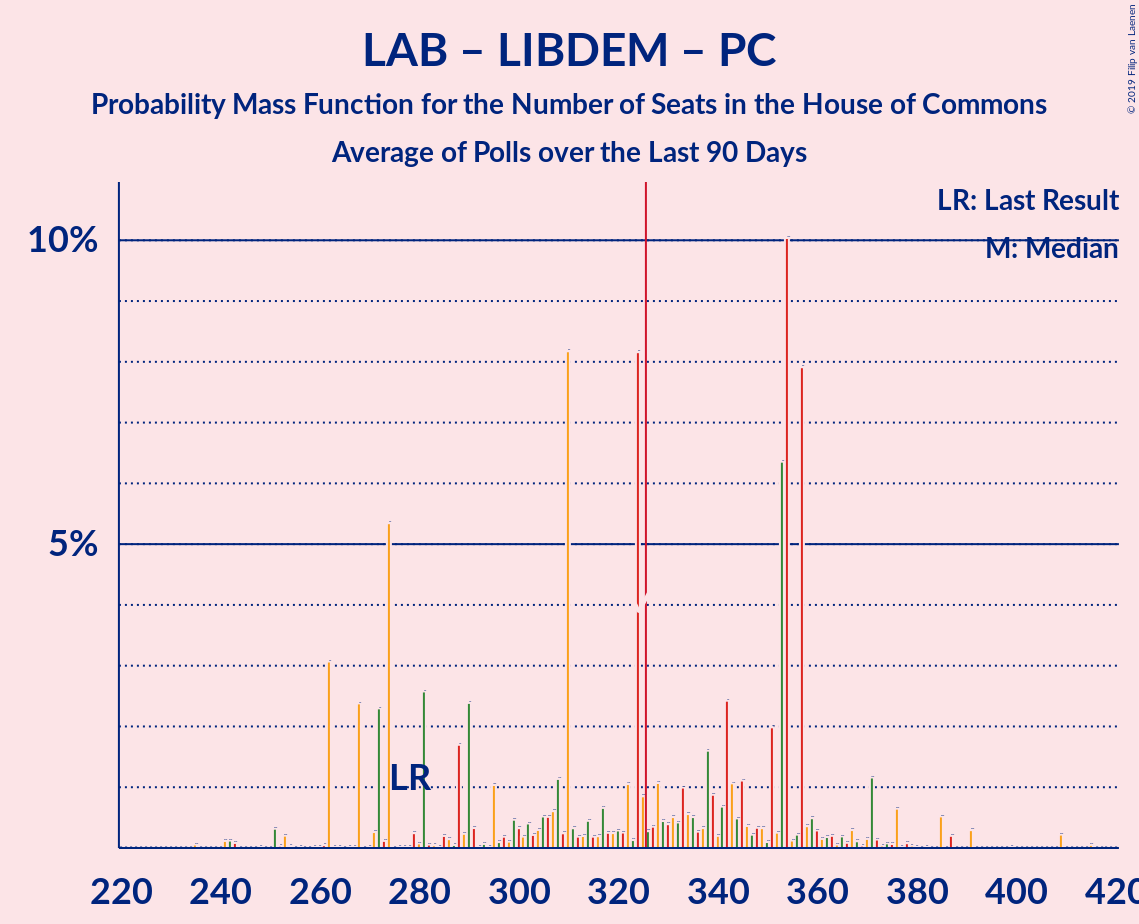 LAB – LIBDEM – PC
Probability Mass Function for the Number of Seats in the House of Commons
Average of Polls over the Last 90 Days
© 2019 Filip van Laenen
LR: Last Result
M: Median
10%
5%
LR
220 240 260 280 300 320 340 360 380 400 420